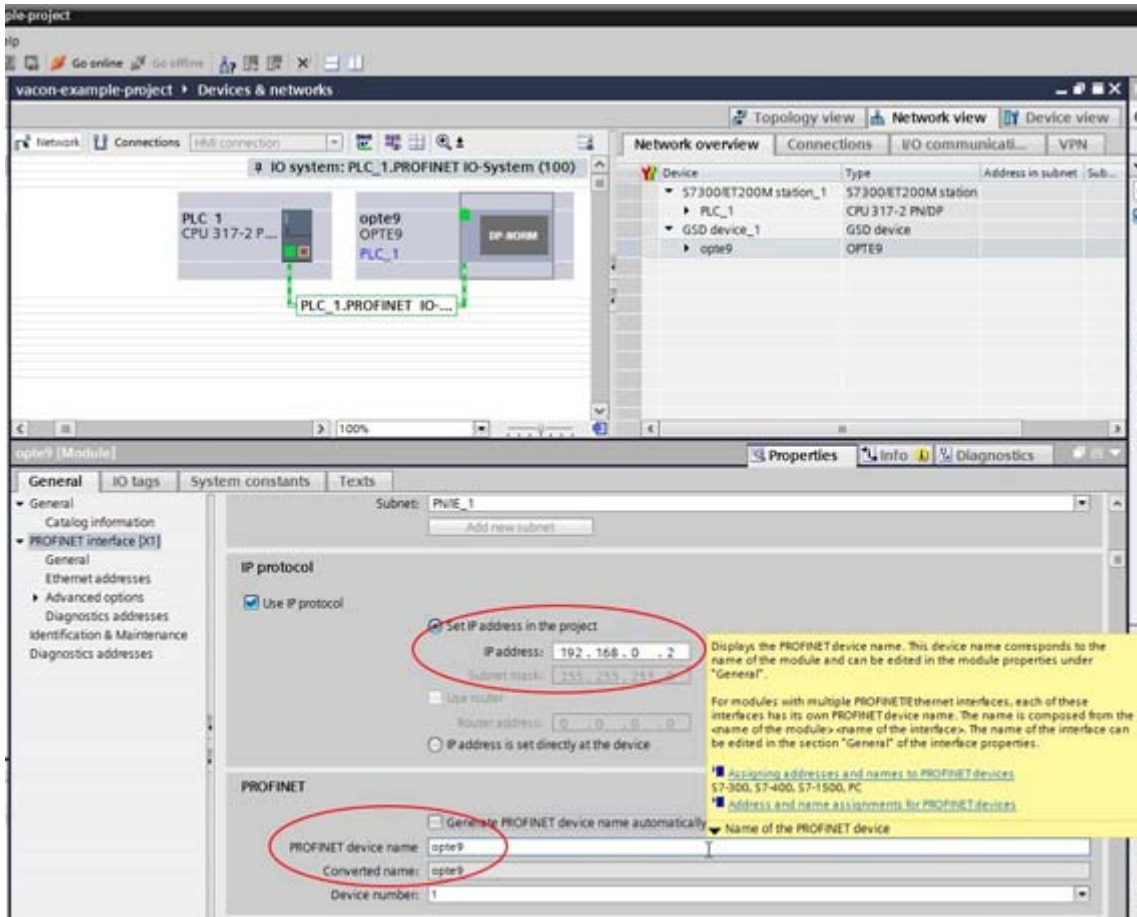 ple-project
lp
Go online Go offline
vacon-example-project ▸ Devices & networks
Topology view Network view Device view
Network Connections HMI connection
Network overview Connections I/O communicati... VPN
IO system: PLC_1.PROFINET IO-System (100)
Device Type Address in subnet Sub...
S7300/ET200M station_1 S7300/ET200M station
PLC_1 CPU 317-2 PN/DP
GSD device_1 GSD device
opte9 OPTE9
PLC 1
CPU 317-2 P...
opte9
OPTE9
PLC_1
DP-NORM
PLC_1.PROFINET IO-...
100%
opte9 [Module]
Properties Info Diagnostics
General IO tags System constants Texts
General
Catalog information
PROFINET interface [X1]
General
Ethernet addresses
Advanced options
Diagnostics addresses
Identification & Maintenance
Diagnostics addresses
Subnet: PN/IE_1
Add new subnet
IP protocol
Use IP protocol
Set IP address in the project
IP address: 192 . 168 . 0 . 2
Subnet mask: 255 . 255 . 255 . 0
Use router
Router address: 0 . 0 . 0 . 0
IP address is set directly at the device
PROFINET
Generate PROFINET device name automatically
PROFINET device name opte9
Converted name: opte9
Device number: 1
Displays the PROFINET device name. This device name corresponds to the
name of the module and can be edited in the module properties under
"General".
For modules with multiple PROFINET/Ethernet interfaces, each of these
interfaces has its own PROFINET device name. The name is composed from the
<name of the module> <name of the interface>. The name of the interface can
be edited in the section "General" of the interface properties.
Assigning addresses and names to PROFINET devices
S7-300, S7-400, S7-1500, PC
Address and name assignments for PROFINET devices
Name of the PROFINET device